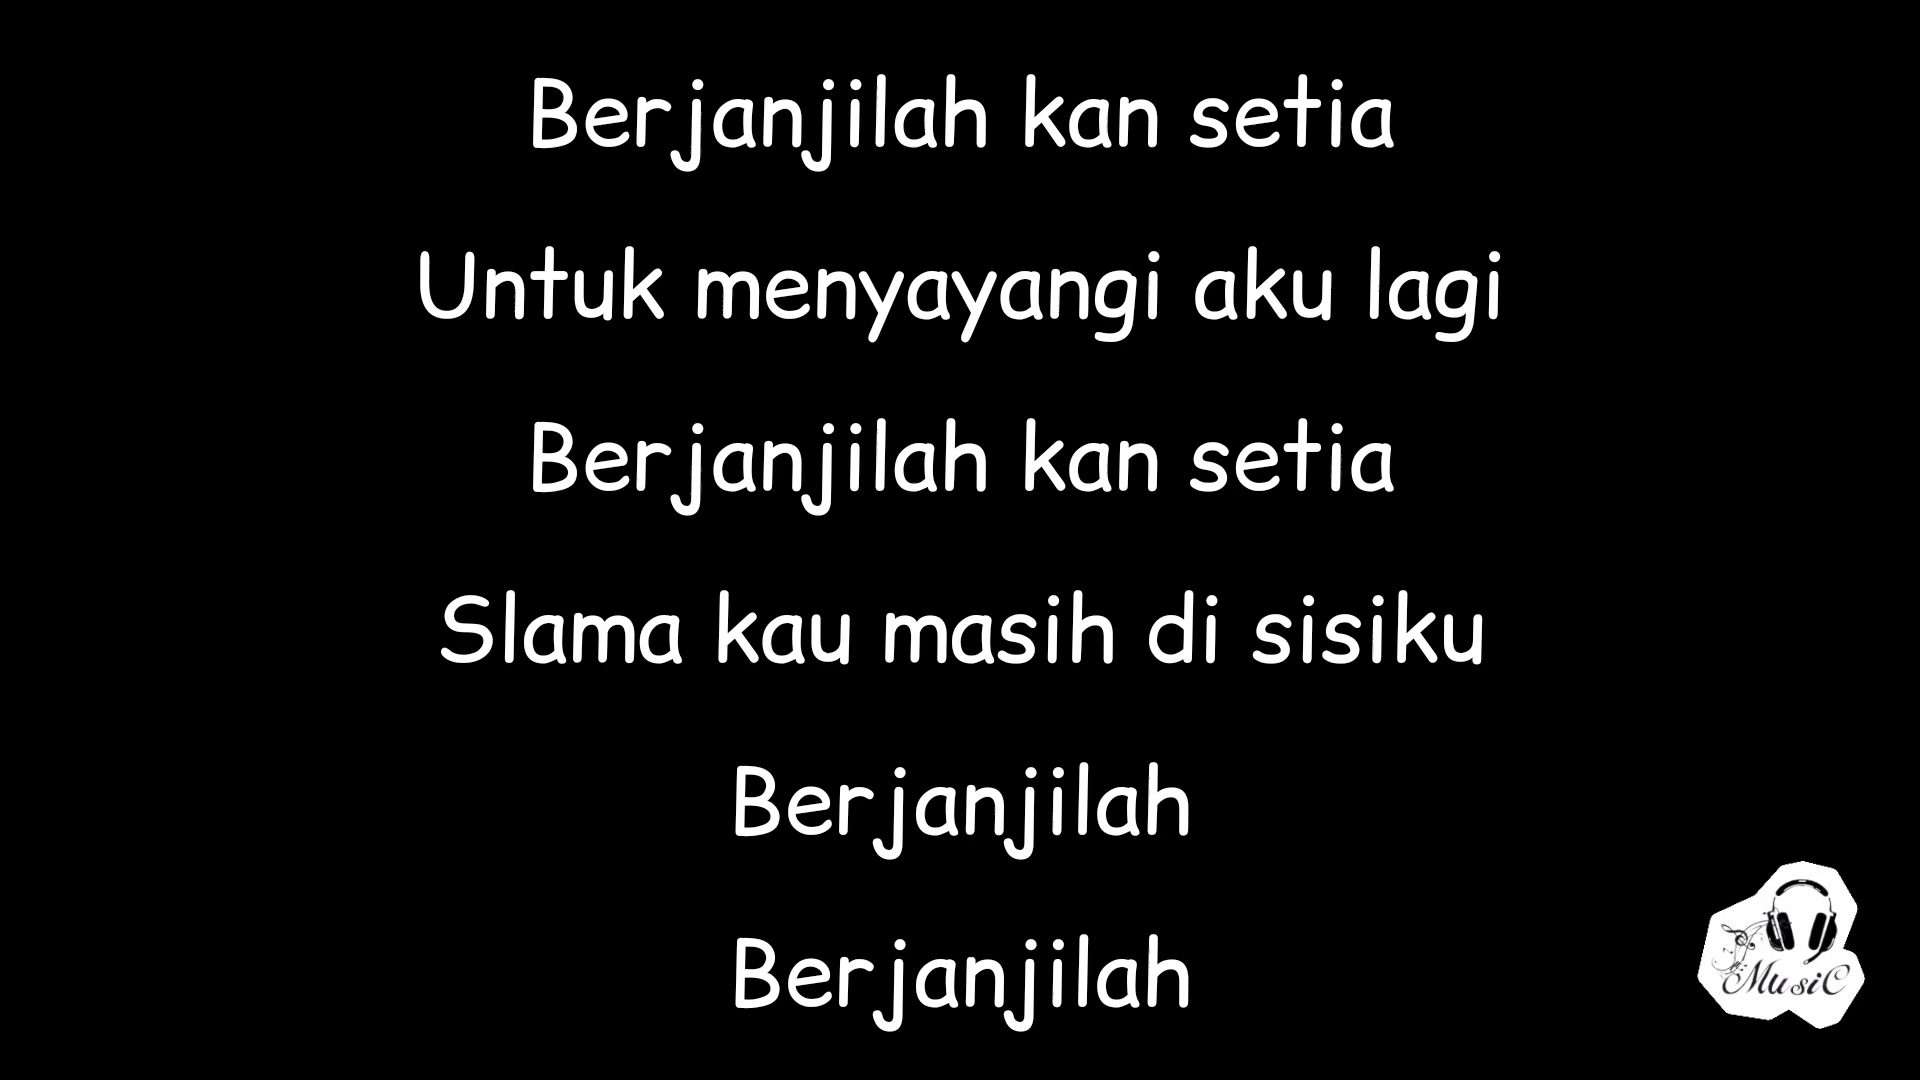 Berjanjilah kan setia
Untuk menyayangi aku lagi
Berjanjilah kan setia
Slama kau masih di sisiku
Berjanjilah
Berjanjilah
MusiC